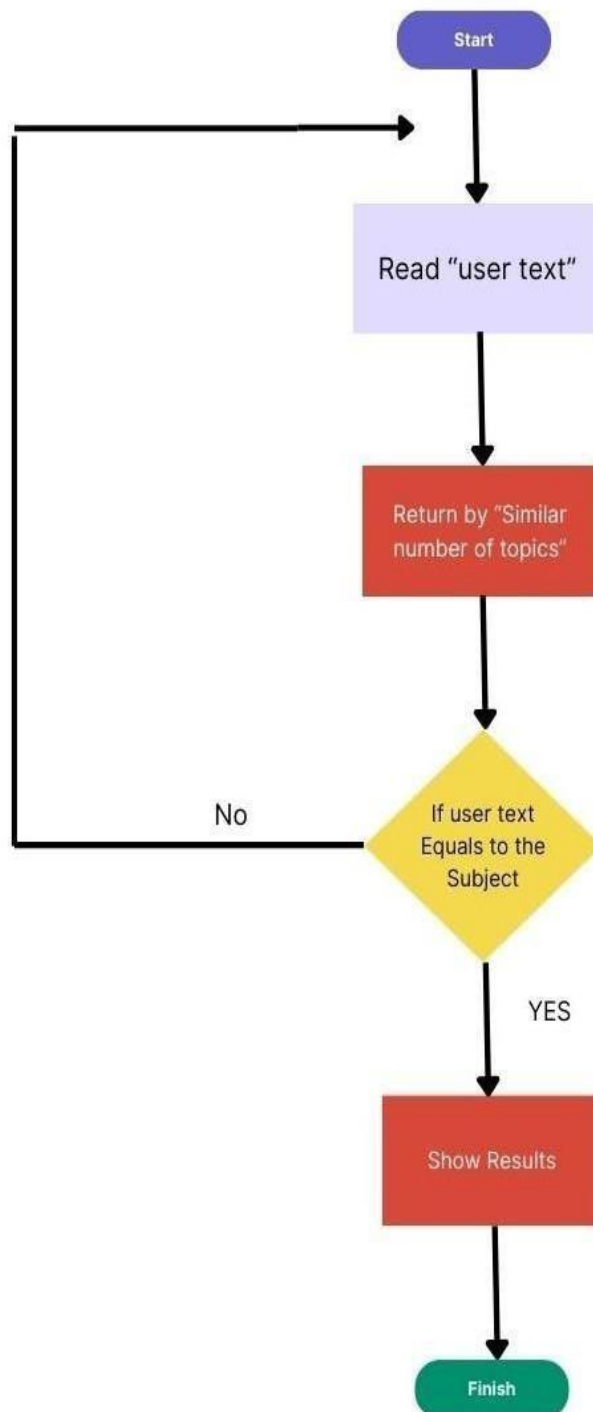 Start
Read “user text”
Return by “Similar
number of topics”
If user text
Equals to the
Subject
No
YES
Show Results
Finish